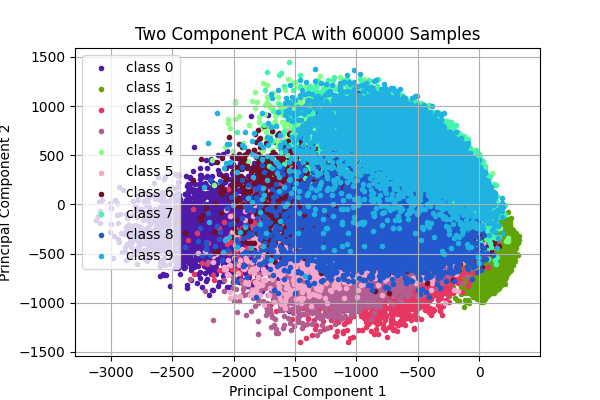 Two Component PCA with 60000 Samples
1500
1000
500
0
−500
−1000
−1500
Principal Component 2
class 0
class 1
class 2
class 3
class 4
class 5
class 6
class 7
class 8
class 9
−3000 −2500 −2000 −1500 −1000 −500 0
Principal Component 1